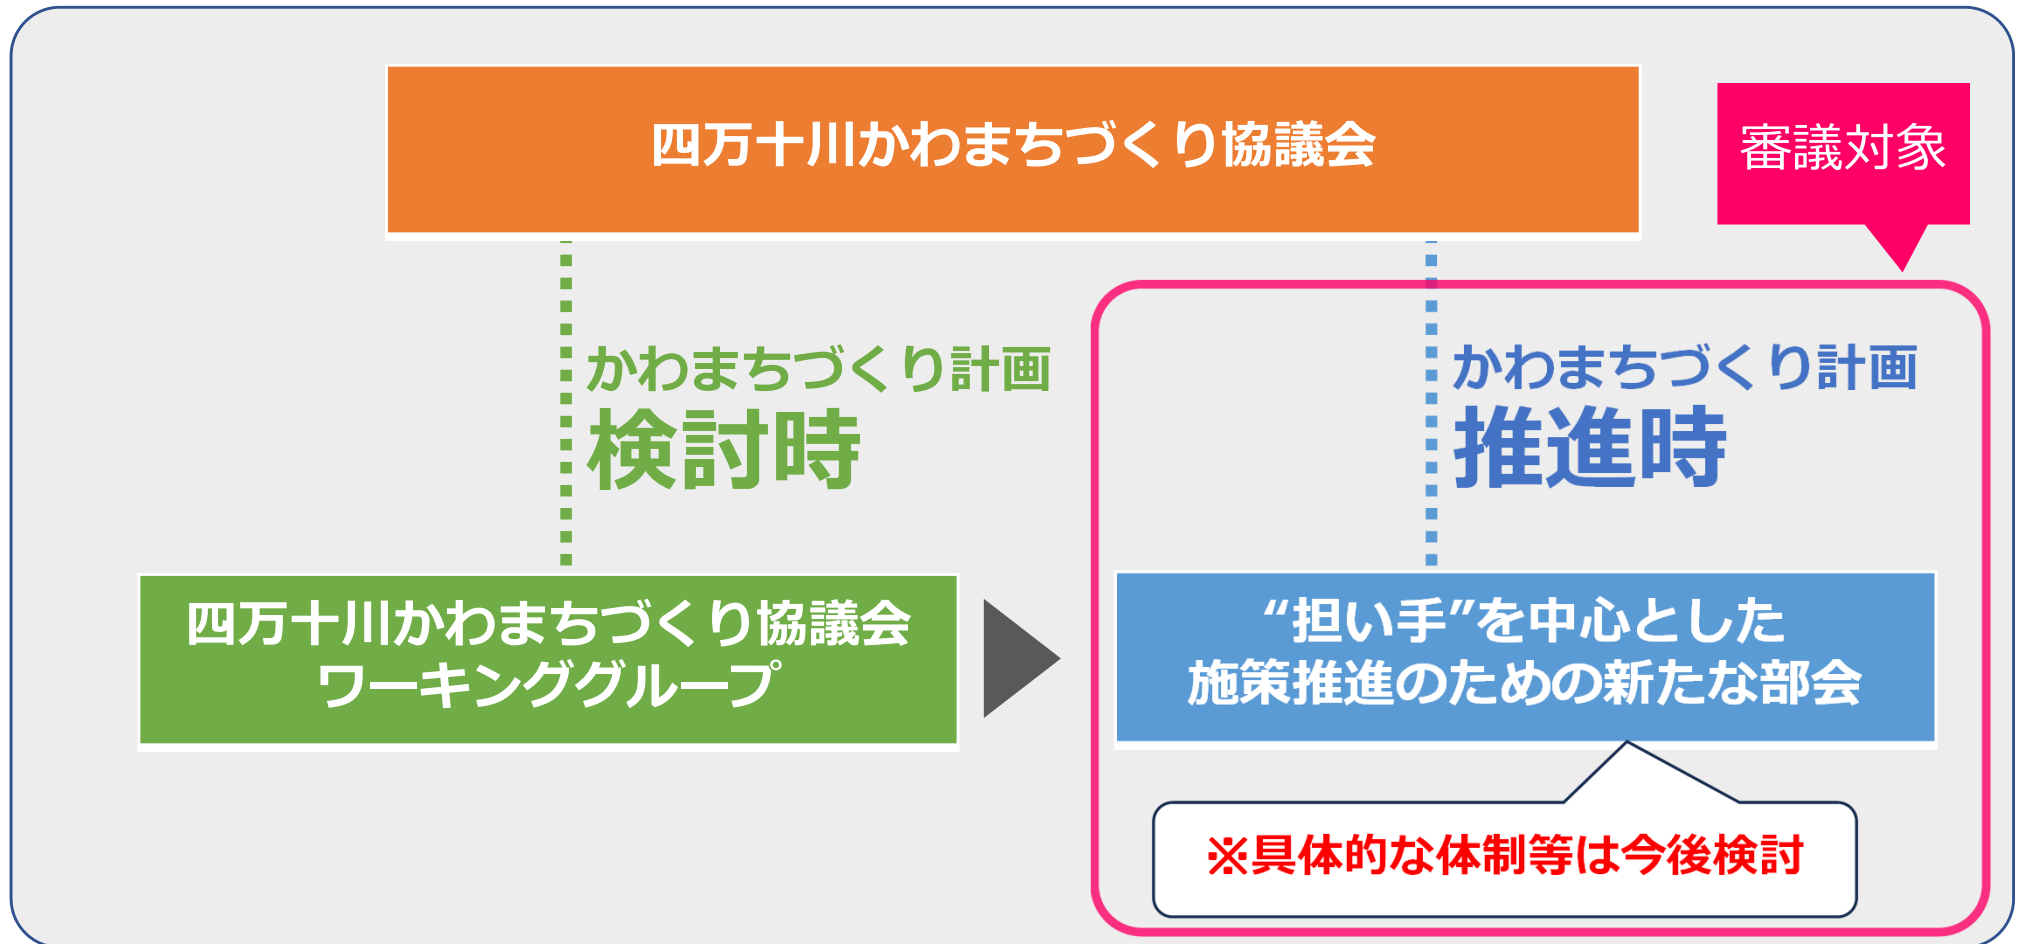 四万十川かわまちづくり協議会
審議対象
かわまちづくり計画
検討時
かわまちづくり計画
推進時
四万十川かわまちづくり協議会
ワーキンググループ
“担い手”を中心とした
施策推進のための新たな部会
※具体的な体制等は今後検討